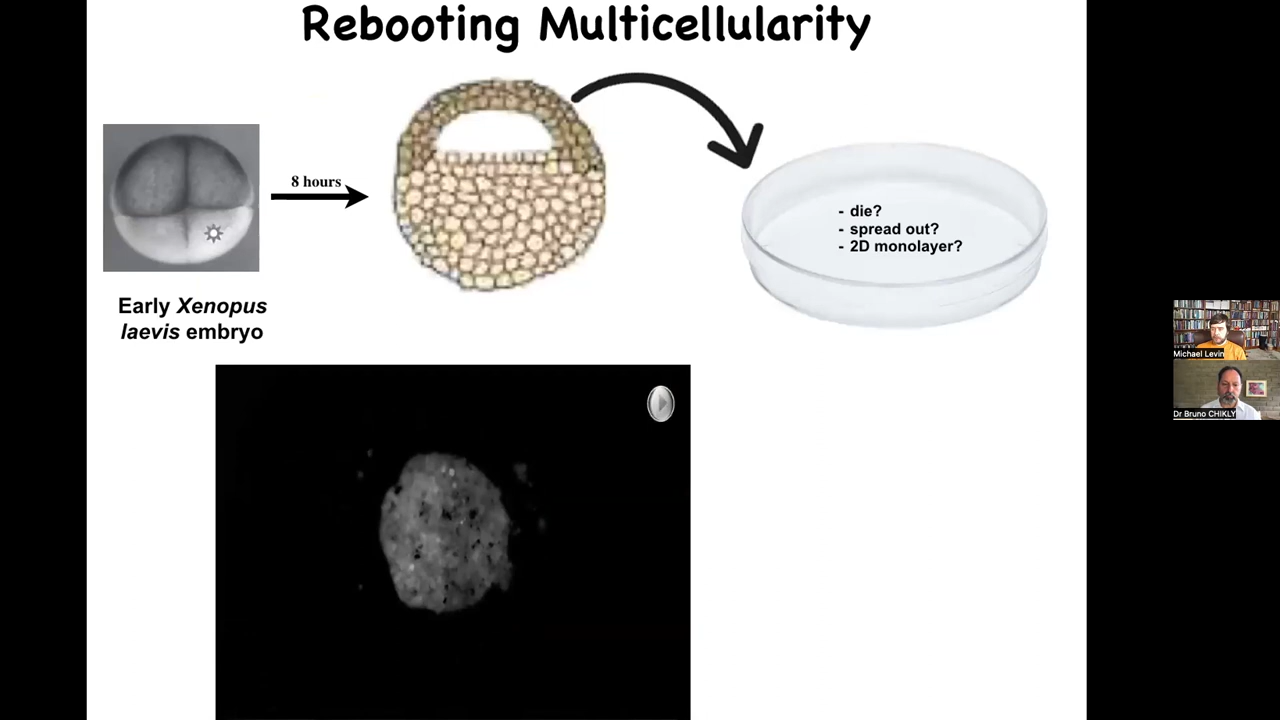 Rebooting Multicellularity
8 hours
- die?
- spread out?
- 2D monolayer?
Early Xenopus
laevis embryo
Michael Levin
Dr Bruno CHIKLY